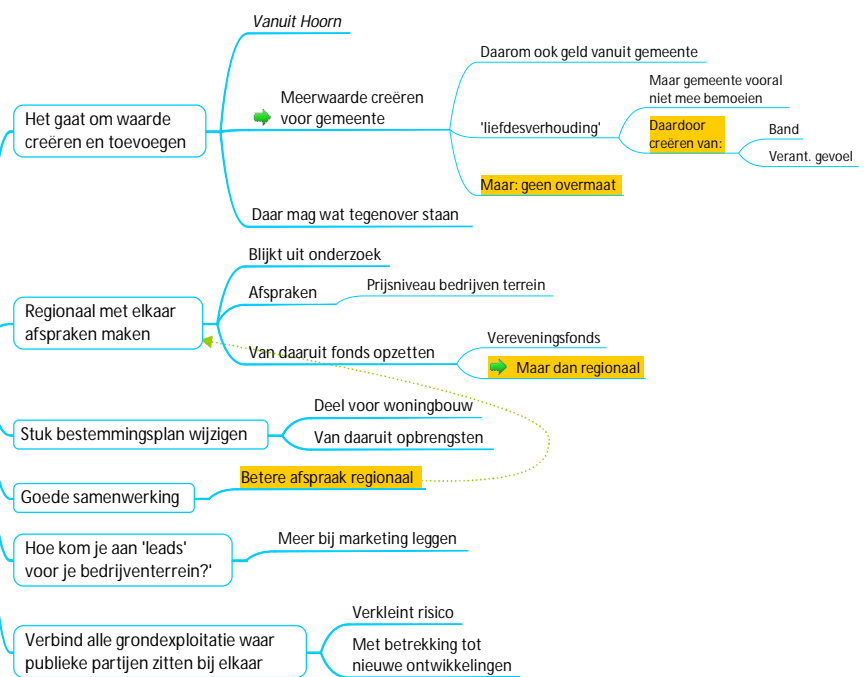 Vanuit Hoorn
Het gaat om waarde
creëren en toevoegen
Meerwaarde creëren
voor gemeente
Daarom ook geld vanuit gemeente
'liefdesverhouding'
Maar gemeente vooral
niet mee bemoeien
Daardoor
creëren van:
Band
Verant. gevoel
Maar: geen overmaat
Daar mag wat tegenover staan
Regionaal met elkaar
afspraken maken
Blijkt uit onderzoek
Afspraken
Prijsniveau bedrijven terrein
Van daaruit fonds opzetten
Vereveningsfonds
Maar dan regionaal
Stuk bestemmingsplan wijzigen
Deel voor woningbouw
Van daaruit opbrengsten
Goede samenwerking
Betere afspraak regionaal
Hoe kom je aan 'leads'
voor je bedrijventerrein?'
Meer bij marketing leggen
Verbind alle grondexploitatie waar
publieke partijen zitten bij elkaar
Verkleint risico
Met betrekking tot
nieuwe ontwikkelingen